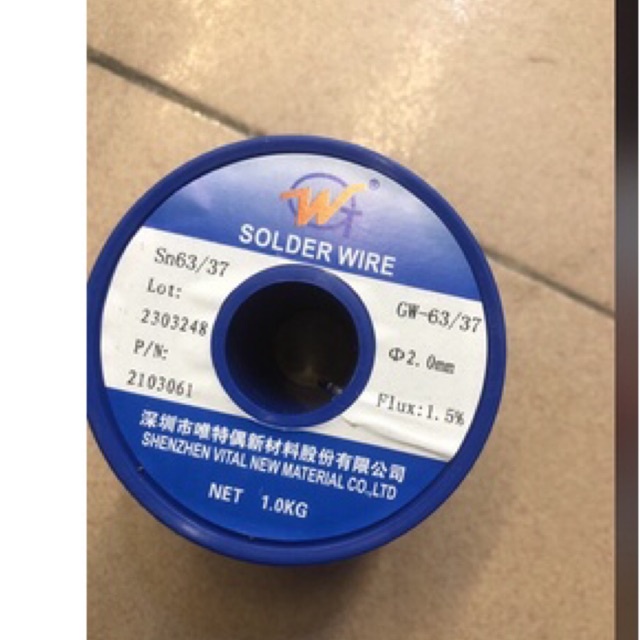 W
SOLDER WIRE
Sn63/37
Lot:
2303248
P/N:
2103061
GW-63/37
Φ2.0mm
Flux:1.5%
深圳市唯特偶新材料股份有限公司
SHENZHEN VITAL NEW MATERIAL CO.,LTD
NET 1.0KG